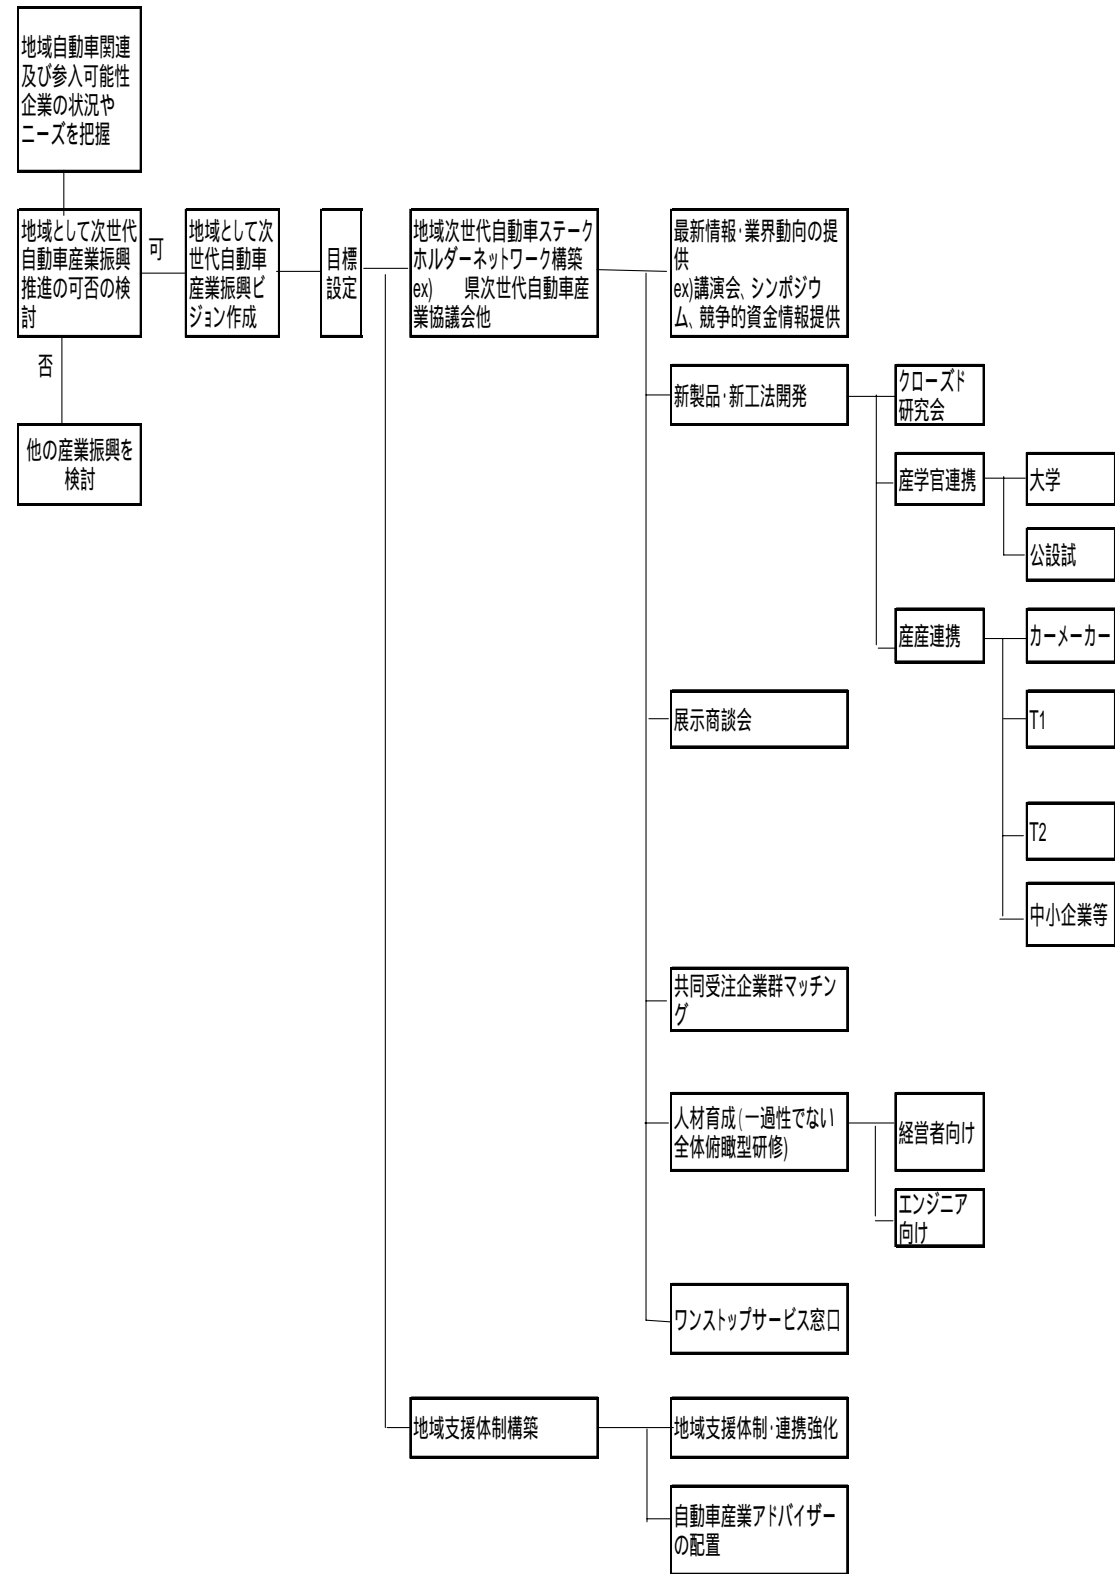 地域自動車関連
及び参入可能性
企業の状況や
ニーズを把握
地域として次世代
自動車産業振興
推進の可否の検
討
可
否
他の産業振興を
検討
地域として次
世代自動車
産業振興ビ
ジョン作成
目標
設定
地域次世代自動車ステーク
ホルダーネットワーク構築
ex)　　県次世代自動車産
業協議会他
最新情報・業界動向の提
供
ex)講演会、シンポジウ
ム、競争的資金情報提供
新製品・新工法開発
クローズド
研究会
産学官連携
大学
公設試
産産連携
カーメーカー
T1
T2
中小企業等
展示商談会
共同受注企業群マッチン
グ
人材育成(一過性でない
全体俯瞰型研修)
経営者向け
エンジニア
向け
ワンストップサービス窓口
地域支援体制構築
地域支援体制・連携強化
自動車産業アドバイザー
の配置